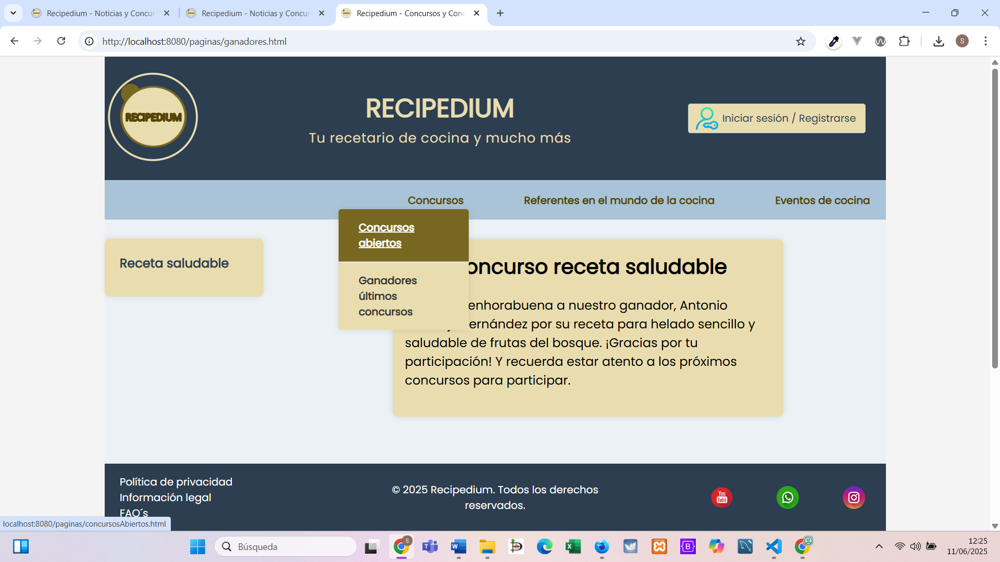 Recipedium - Noticias y Concur
Recipedium - Noticias y Concur
Recipedium - Concursos y Conc
http://localhost:8080/paginas/ganadores.html
S
RECIPEDIUM
RECIPEDIUM
Tu recetario de cocina y mucho más
Iniciar sesión / Registrarse
Concursos
Referentes en el mundo de la cocina
Eventos de cocina
Concursos
abiertos
Ganadores
últimos
concursos
Receta saludable
oncurso receta saludable
enhorabuena a nuestro ganador, Antonio
ernández por su receta para helado sencillo y
saludable de frutas del bosque. ¡Gracias por tu
participación! Y recuerda estar atento a los próximos
concursos para participar.
Política de privacidad
Información legal
FAQ´s
© 2025 Recipedium. Todos los derechos
reservados.
You
Tube
localhost:8080/paginas/concursosAbiertos.html
Búsqueda
S
12:25
11/06/2025